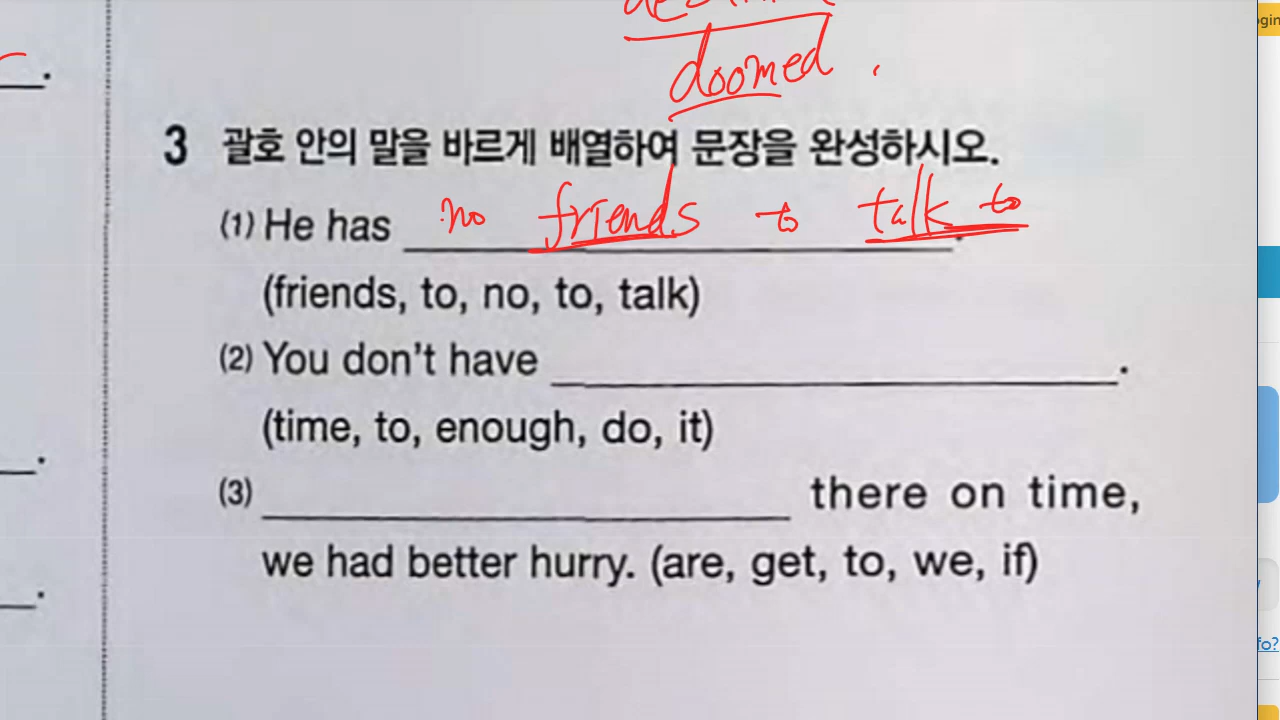 doomed.
3 괄호 안의 말을 바르게 배열하여 문장을 완성하시오.
(1) He has no friends to talk to.
(friends, to, no, to, talk)
(2) You don't have ____.
(time, to, enough, do, it)
(3) ____ there on time,
we had better hurry. (are, get, to, we, if)